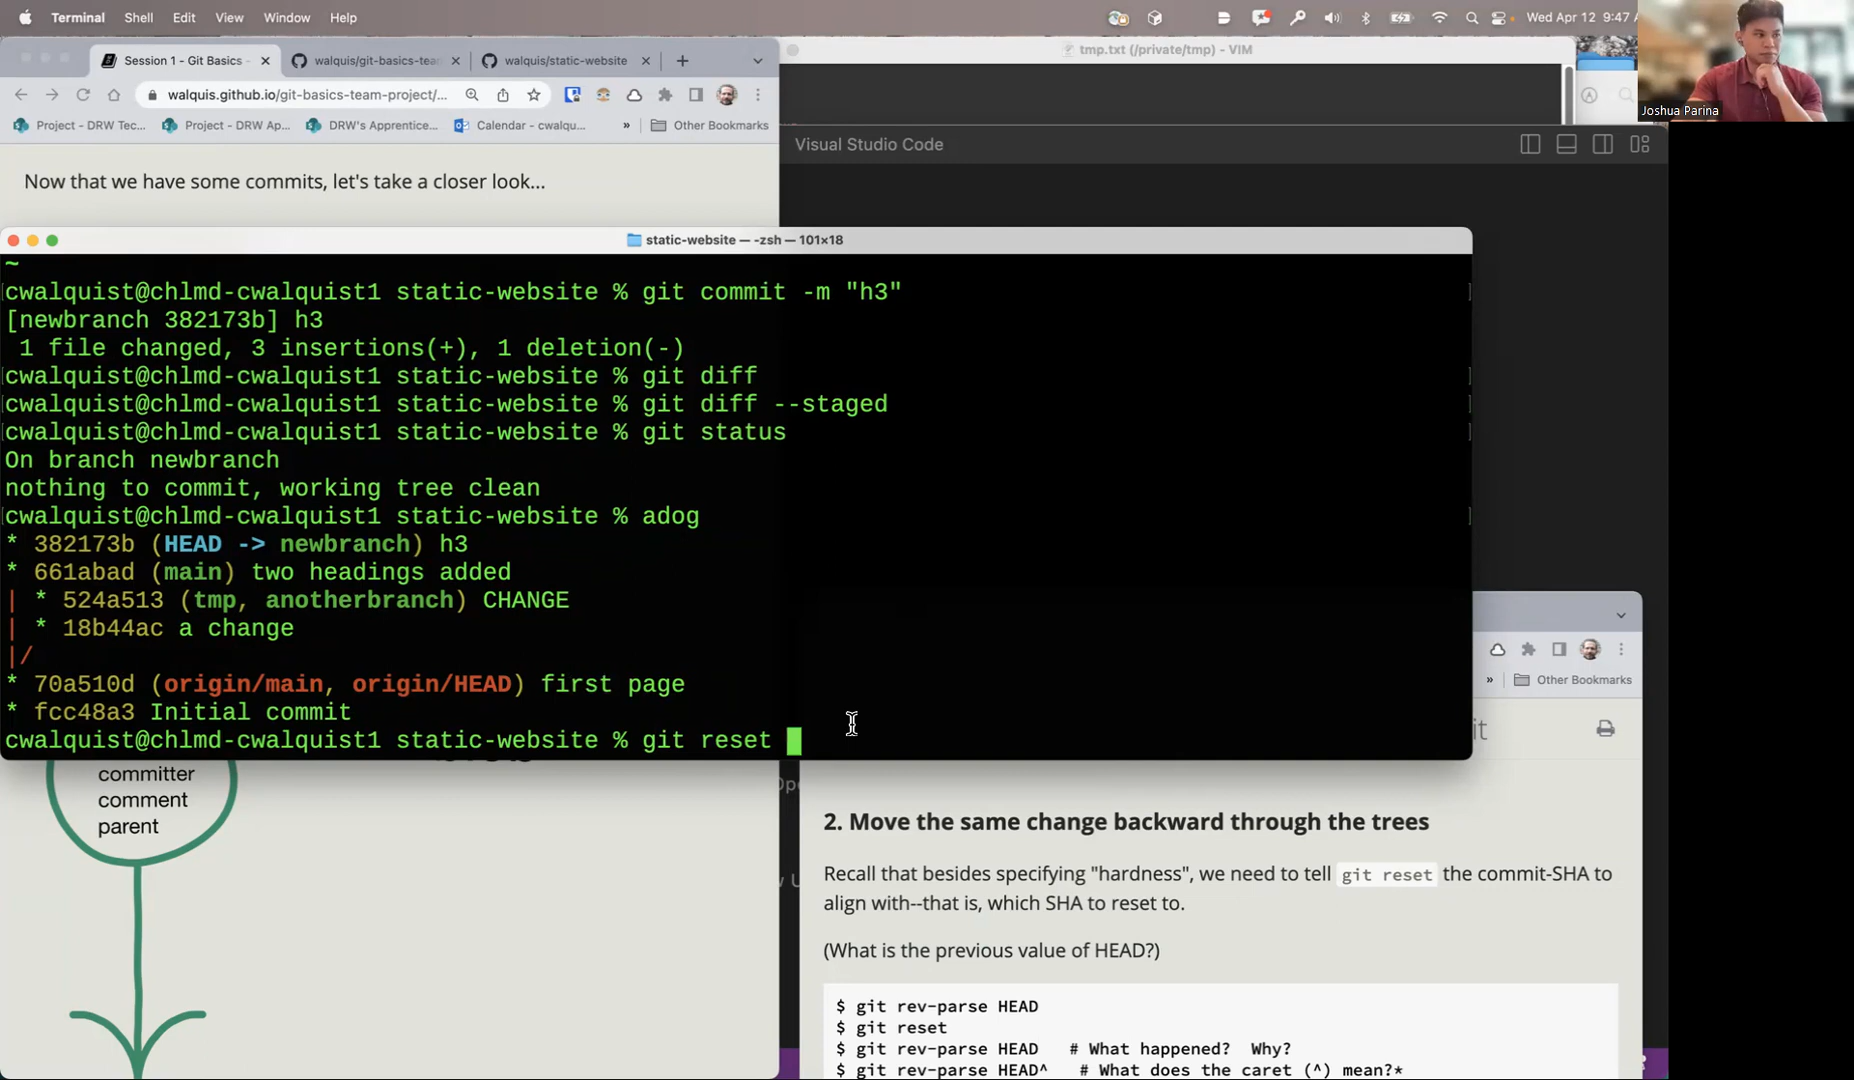 Terminal Shell Edit View Window Help
Wed Apr 12 9:47
Session 1 - Git Basics -
walquis/git-basics-tea
walquis/static-website
tmp.txt (/private/tmp) - VIM
walquis.github.io/git-basics-team-project/...
Joshua Parina
Project - DRW Tec...
Project - DRW Ap...
DRW's Apprentice...
Calendar - cwalqu...
» Other Bookmarks
Visual Studio Code
Now that we have some commits, let's take a closer look...
static-website — -zsh — 101×18
~
cwalquist@chlmd-cwalquist1 static-website % git commit -m "h3"
[newbranch 382173b] h3
1 file changed, 3 insertions(+), 1 deletion(-)
cwalquist@chlmd-cwalquist1 static-website % git diff
cwalquist@chlmd-cwalquist1 static-website % git diff --staged
cwalquist@chlmd-cwalquist1 static-website % git status
On branch newbranch
nothing to commit, working tree clean
cwalquist@chlmd-cwalquist1 static-website % adog
* 382173b (HEAD -> newbranch) h3
* 661abad (main) two headings added
| * 524a513 (tmp, anotherbranch) CHANGE
| * 18b44ac a change
|/
* 70a510d (origin/main, origin/HEAD) first page
* fcc48a3 Initial commit
cwalquist@chlmd-cwalquist1 static-website % git reset
» Other Bookmarks
committer
comment
parent
2. Move the same change backward through the trees
Recall that besides specifying "hardness", we need to tell git reset the commit-SHA to
align with--that is, which SHA to reset to.
(What is the previous value of HEAD?)
$ git rev-parse HEAD
$ git reset
$ git rev-parse HEAD # What happened? Why?
$ git rev-parse HEAD^ # What does the caret (^) mean?*